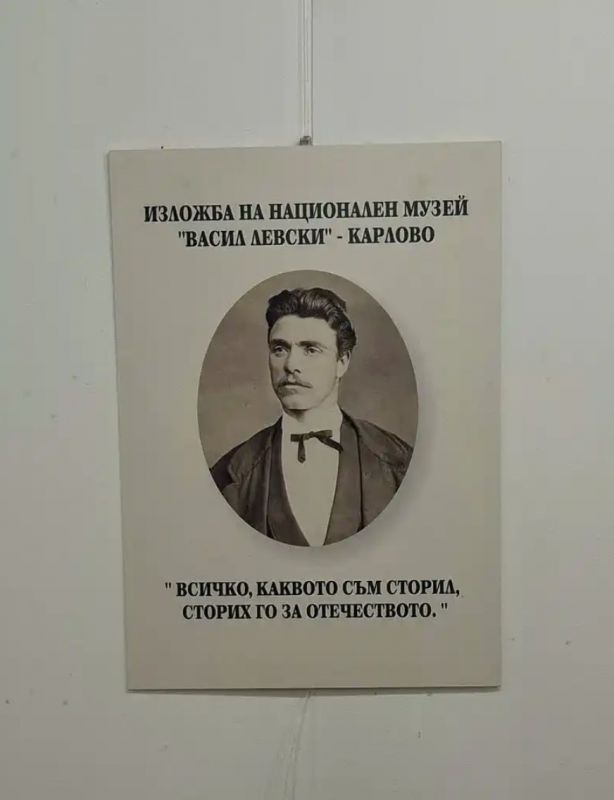 ИЗЛОЖБА НА НАЦИОНАЛЕН МУЗЕЙ
"ВАСИЛ ЛЕВСКИ" - КАРЛОВО
" ВСИЧКО, КАКВОТО СЪМ СТОРИЛ,
СТОРИХ ГО ЗА ОТЕЧЕСТВОТО. "